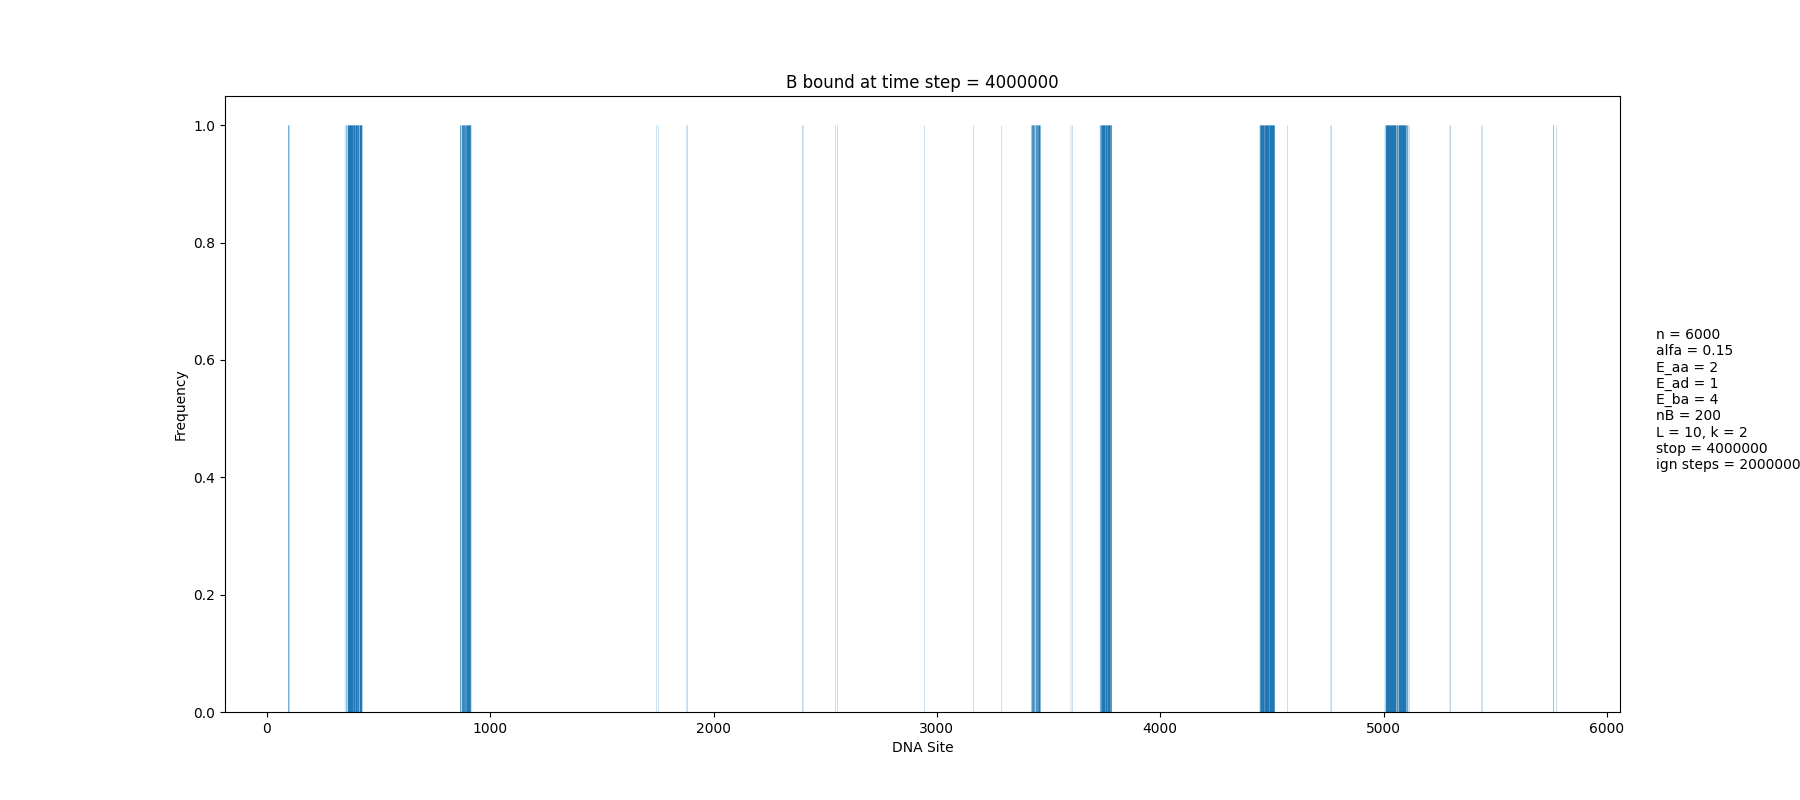 B bound at time step = 4000000
1.0
0.8
0.6
0.4
0.2
0.0
Frequency
0 1000 2000 3000 4000 5000 6000
DNA Site
n = 6000
alfa = 0.15
E_aa = 2
E_ad = 1
E_ba = 4
nB = 200
L = 10, k = 2
stop = 4000000
ign steps = 2000000